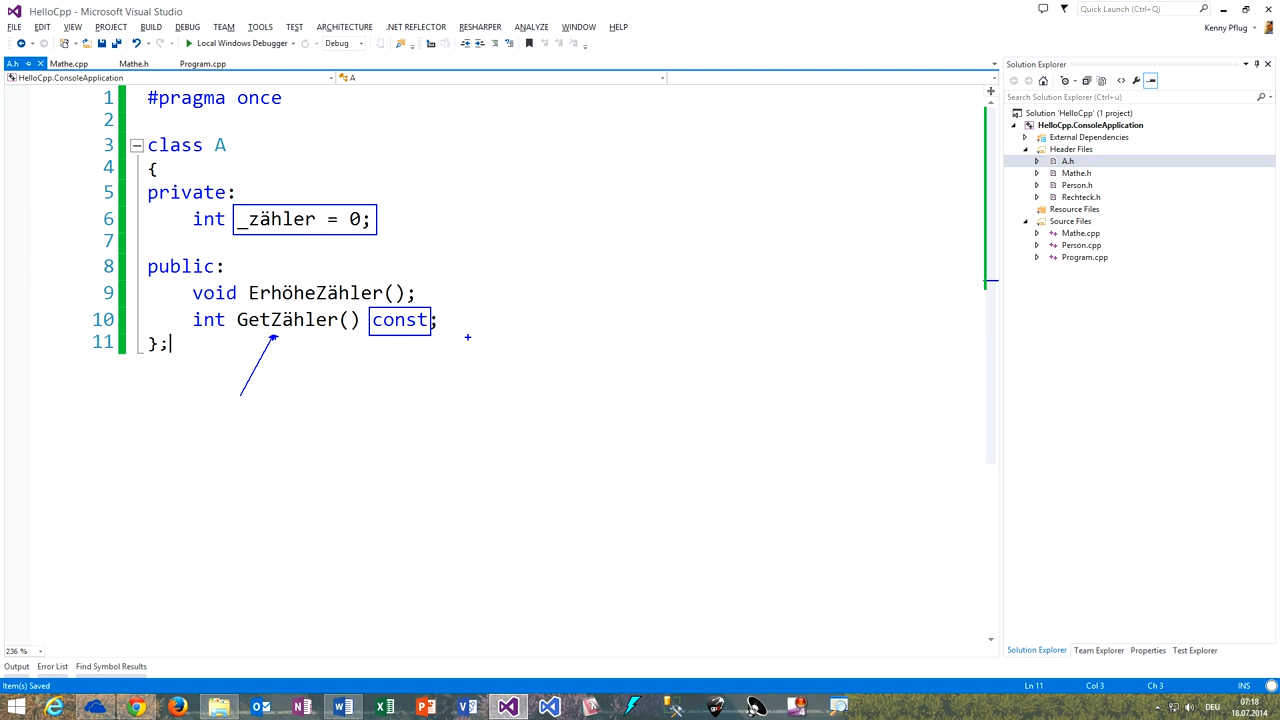 HelloCpp - Microsoft Visual Studio
Quick Launch (Ctrl+Q)
FILE EDIT VIEW PROJECT BUILD DEBUG TEAM TOOLS TEST ARCHITECTURE .NET REFLECTOR RESHARPER ANALYZE WINDOW HELP
Kenny Pflug
Local Windows Debugger
Debug
A.h Mathe.cpp Mathe.h Program.cpp
HelloCpp.ConsoleApplication
A
1 #pragma once
2
3 class A
4 {
5 private:
6 int _zähler = 0;
7
8 public:
9 void ErhöheZähler();
10 int GetZähler() const;
11 };
236 %
Solution Explorer
Search Solution Explorer (Ctrl+ü)
Solution 'HelloCpp' (1 project)
HelloCpp.ConsoleApplication
External Dependencies
Header Files
A.h
Mathe.h
Person.h
Rechteck.h
Resource Files
Source Files
Mathe.cpp
Person.cpp
Program.cpp
Solution Explorer Team Explorer Properties Test Explorer
Output Error List Find Symbol Results
Item(s) Saved
Ln 11 Col 3 Ch 3 INS
DEU
07:18
18.07.2014